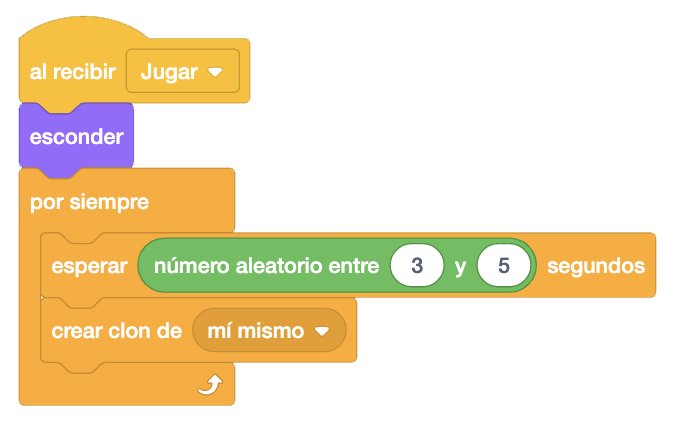 al recibir Jugar
esconder
por siempre
esperar número aleatorio entre 3 y 5 segundos
crear clon de mí mismo